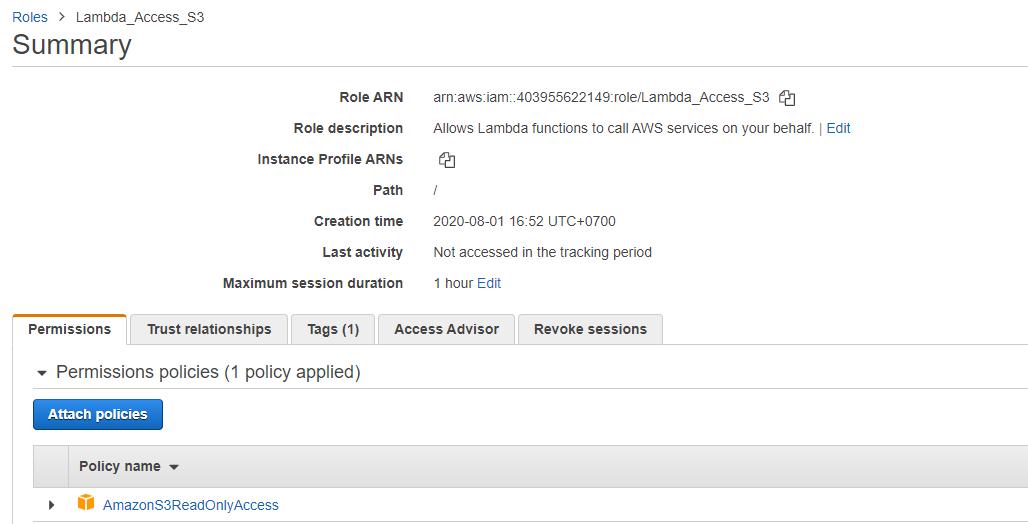 Roles > Lambda_Access_S3
Summary
Role ARN arn:aws:iam::403955622149:role/Lambda_Access_S3
Role description Allows Lambda functions to call AWS services on your behalf. | Edit
Instance Profile ARNs
Path /
Creation time 2020-08-01 16:52 UTC+0700
Last activity Not accessed in the tracking period
Maximum session duration 1 hour Edit
Permissions Trust relationships Tags (1) Access Advisor Revoke sessions
Permissions policies (1 policy applied)
Attach policies
Policy name
AmazonS3ReadOnlyAccess